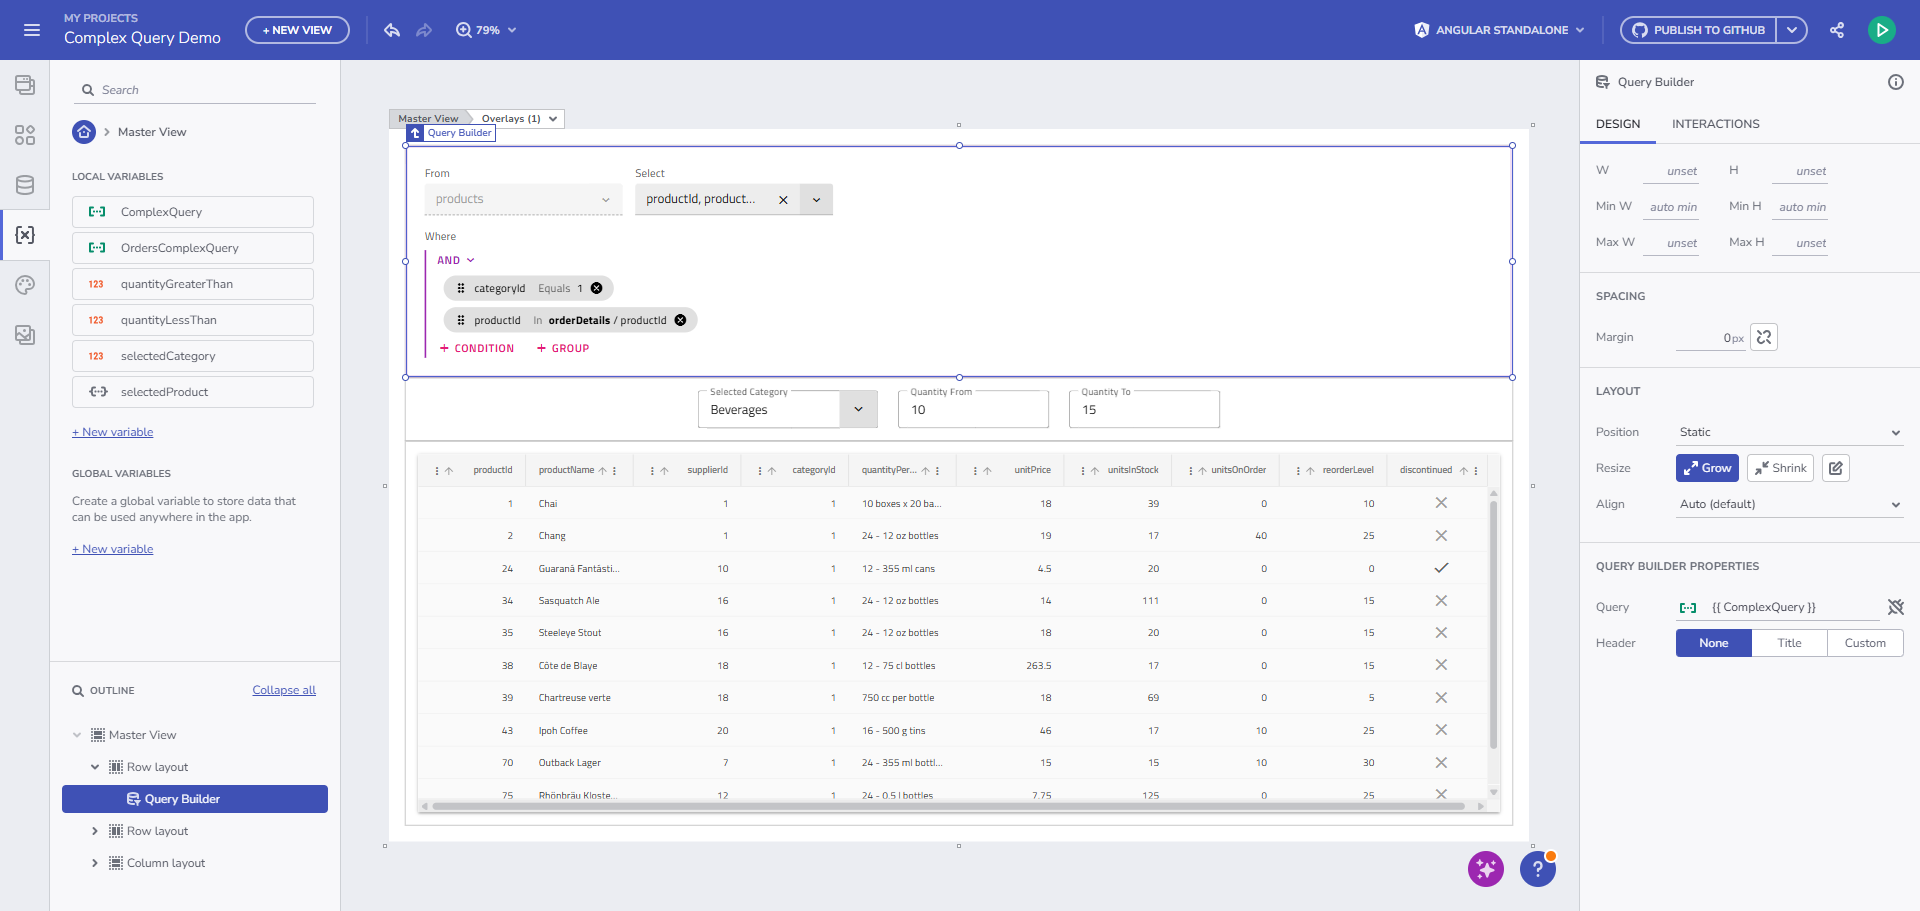 MY PROJECTS
Complex Query Demo
+ NEW VIEW
79%
ANGULAR STANDALONE
PUBLISH TO GITHUB
Search
Master View
LOCAL VARIABLES
ComplexQuery
OrdersComplexQuery
123 quantityGreaterThan
123 quantityLessThan
123 selectedCategory
selectedProduct
+ New variable
GLOBAL VARIABLES
Create a global variable to store data that
can be used anywhere in the app.
+ New variable
OUTLINE Collapse all
Master View
Row layout
Query Builder
Row layout
Column layout
Master View Overlays (1)
Query Builder
From Select
products productId, product...
Where
AND
categoryId Equals 1
productId In orderDetails / productId
+ CONDITION + GROUP
Selected Category Quantity From Quantity To
Beverages 10 15
productId productName supplierId categoryId quantityPer... unitPrice unitsInStock unitsOnOrder reorderLevel discontinued
1 Chai 1 1 10 boxes x 20 ba... 18 39 0 10
2 Chang 1 1 24 - 12 oz bottles 19 17 40 25
24 Guaraná Fantásti... 10 1 12 - 355 ml cans 4.5 20 0 0
34 Sasquatch Ale 16 1 24 - 12 oz bottles 14 111 0 15
35 Steeleye Stout 16 1 24 - 12 oz bottles 18 20 0 15
38 Côte de Blaye 18 1 12 - 75 cl bottles 263.5 17 0 15
39 Chartreuse verte 18 1 750 cc per bottle 18 69 0 5
43 Ipoh Coffee 20 1 16 - 500 g tins 46 17 10 25
70 Outback Lager 7 1 24 - 355 ml bottl... 15 15 10 30
75 Rhönbräu Kloste... 12 1 24 - 0.5 l bottles 7.75 125 0 25
?
Query Builder
DESIGN INTERACTIONS
W unset H unset
Min W auto min Min H auto min
Max W unset Max H unset
SPACING
Margin 0px
LAYOUT
Position Static
Resize Grow Shrink
Align Auto (default)
QUERY BUILDER PROPERTIES
Query {{ ComplexQuery }}
Header None Title Custom